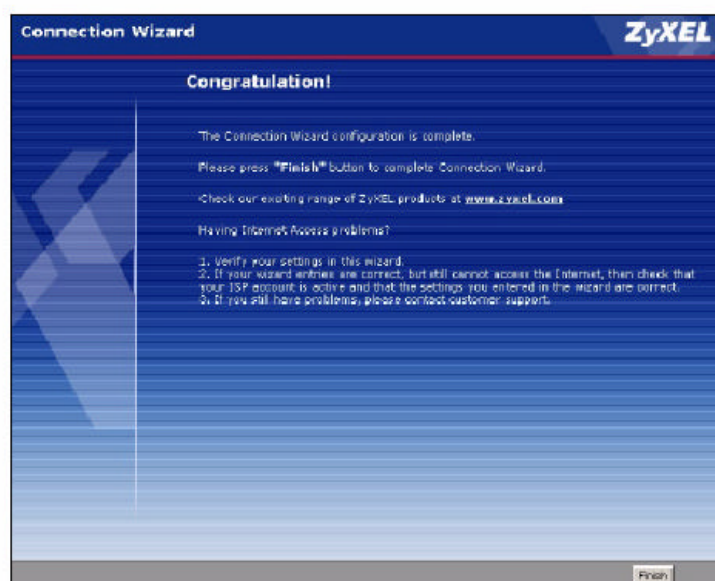 Connection Wizard
ZyXEL
Congratulation!
The Connection Wizard configuration is complete.
Please press "Finish" button to complete Connection Wizard.
Check our exciting range of ZyXEL products at www.zyxel.com
Having Internet Access problems?
1. Verify your settings in this wizard.
2. If your wizard entries are correct, but still cannot access the Internet, then check that
your ISP account is active and that the settings you entered in the wizard are correct.
3. If you still have problems, please contact customer support.
Finish